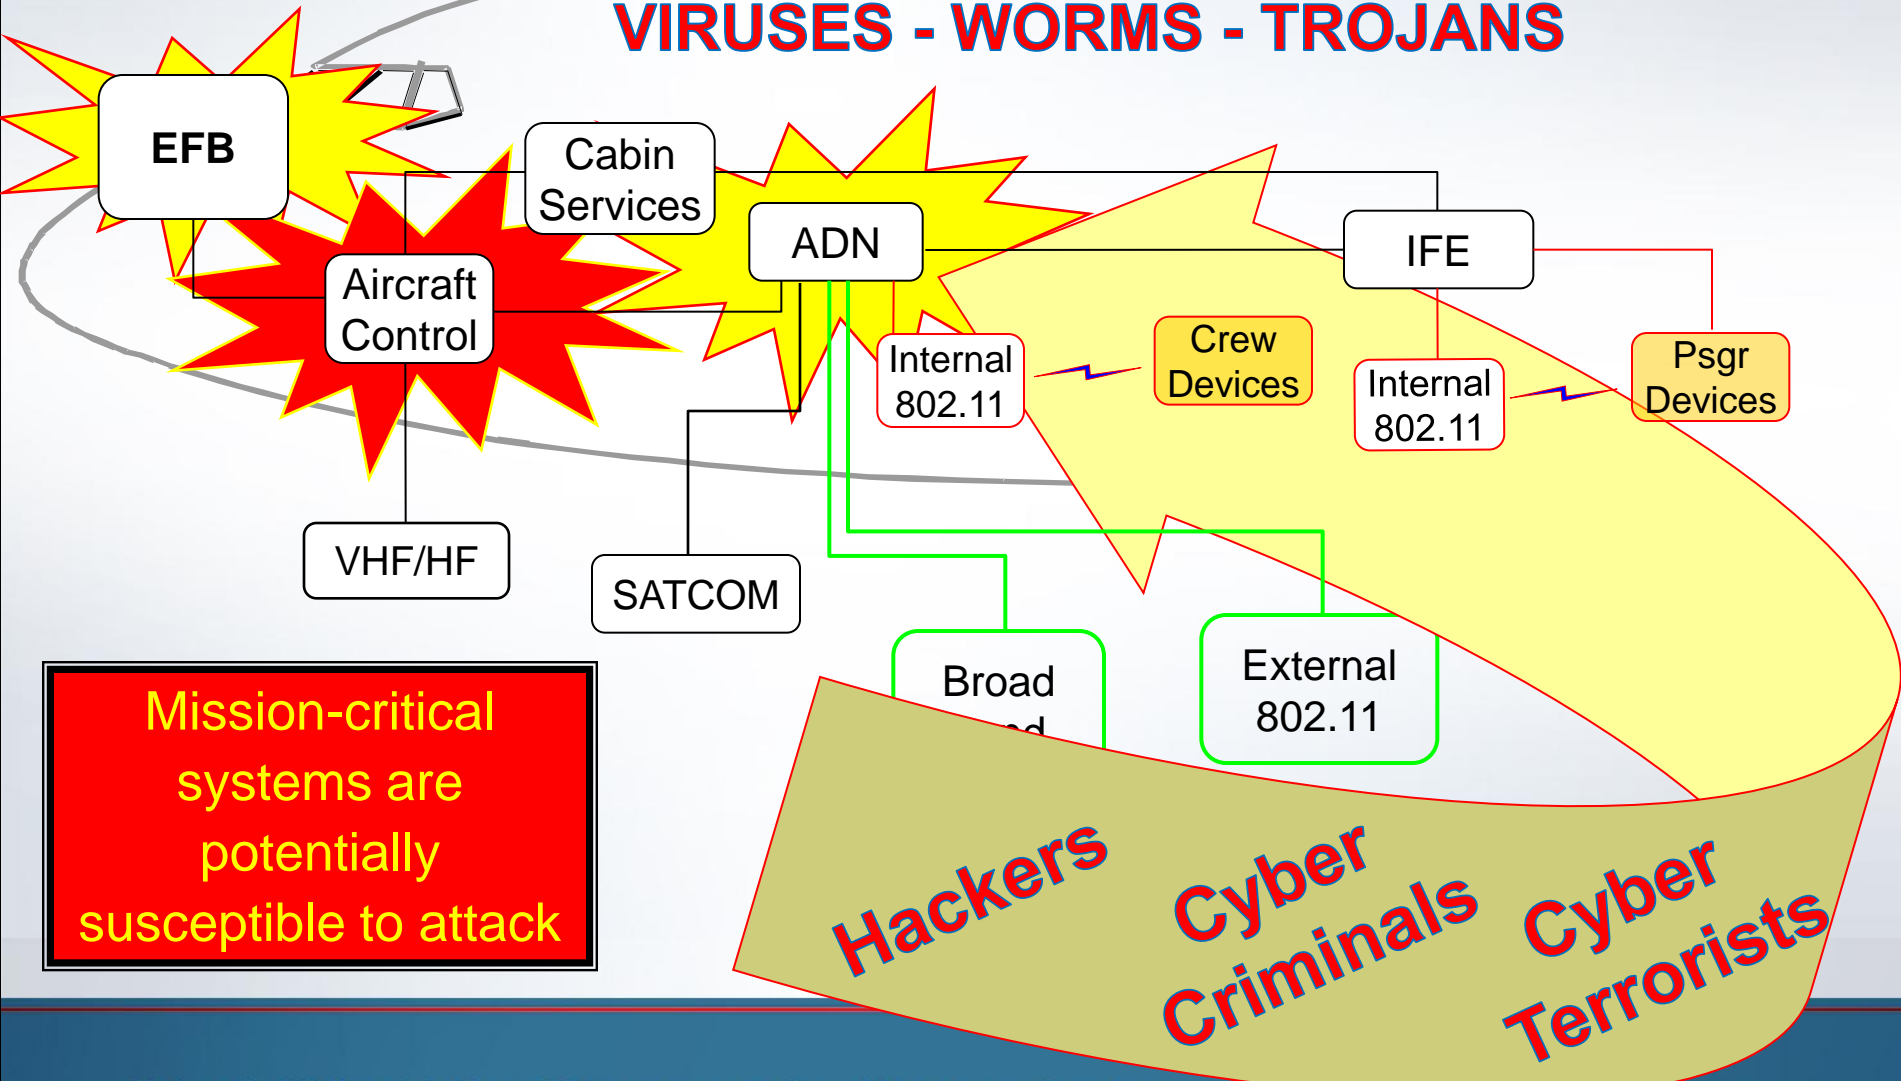 VIRUSES - WORMS - TROJANS
EFB
Cabin
Services
ADN
IFE
Aircraft
Control
Internal
802.11
Crew
Devices
Internal
802.11
Psgr
Devices
VHF/HF
SATCOM
Broad
External
802.11
Mission-critical
systems are
potentially
susceptible to attack
Hackers
Cyber
Criminals
Cyber
Terrorists